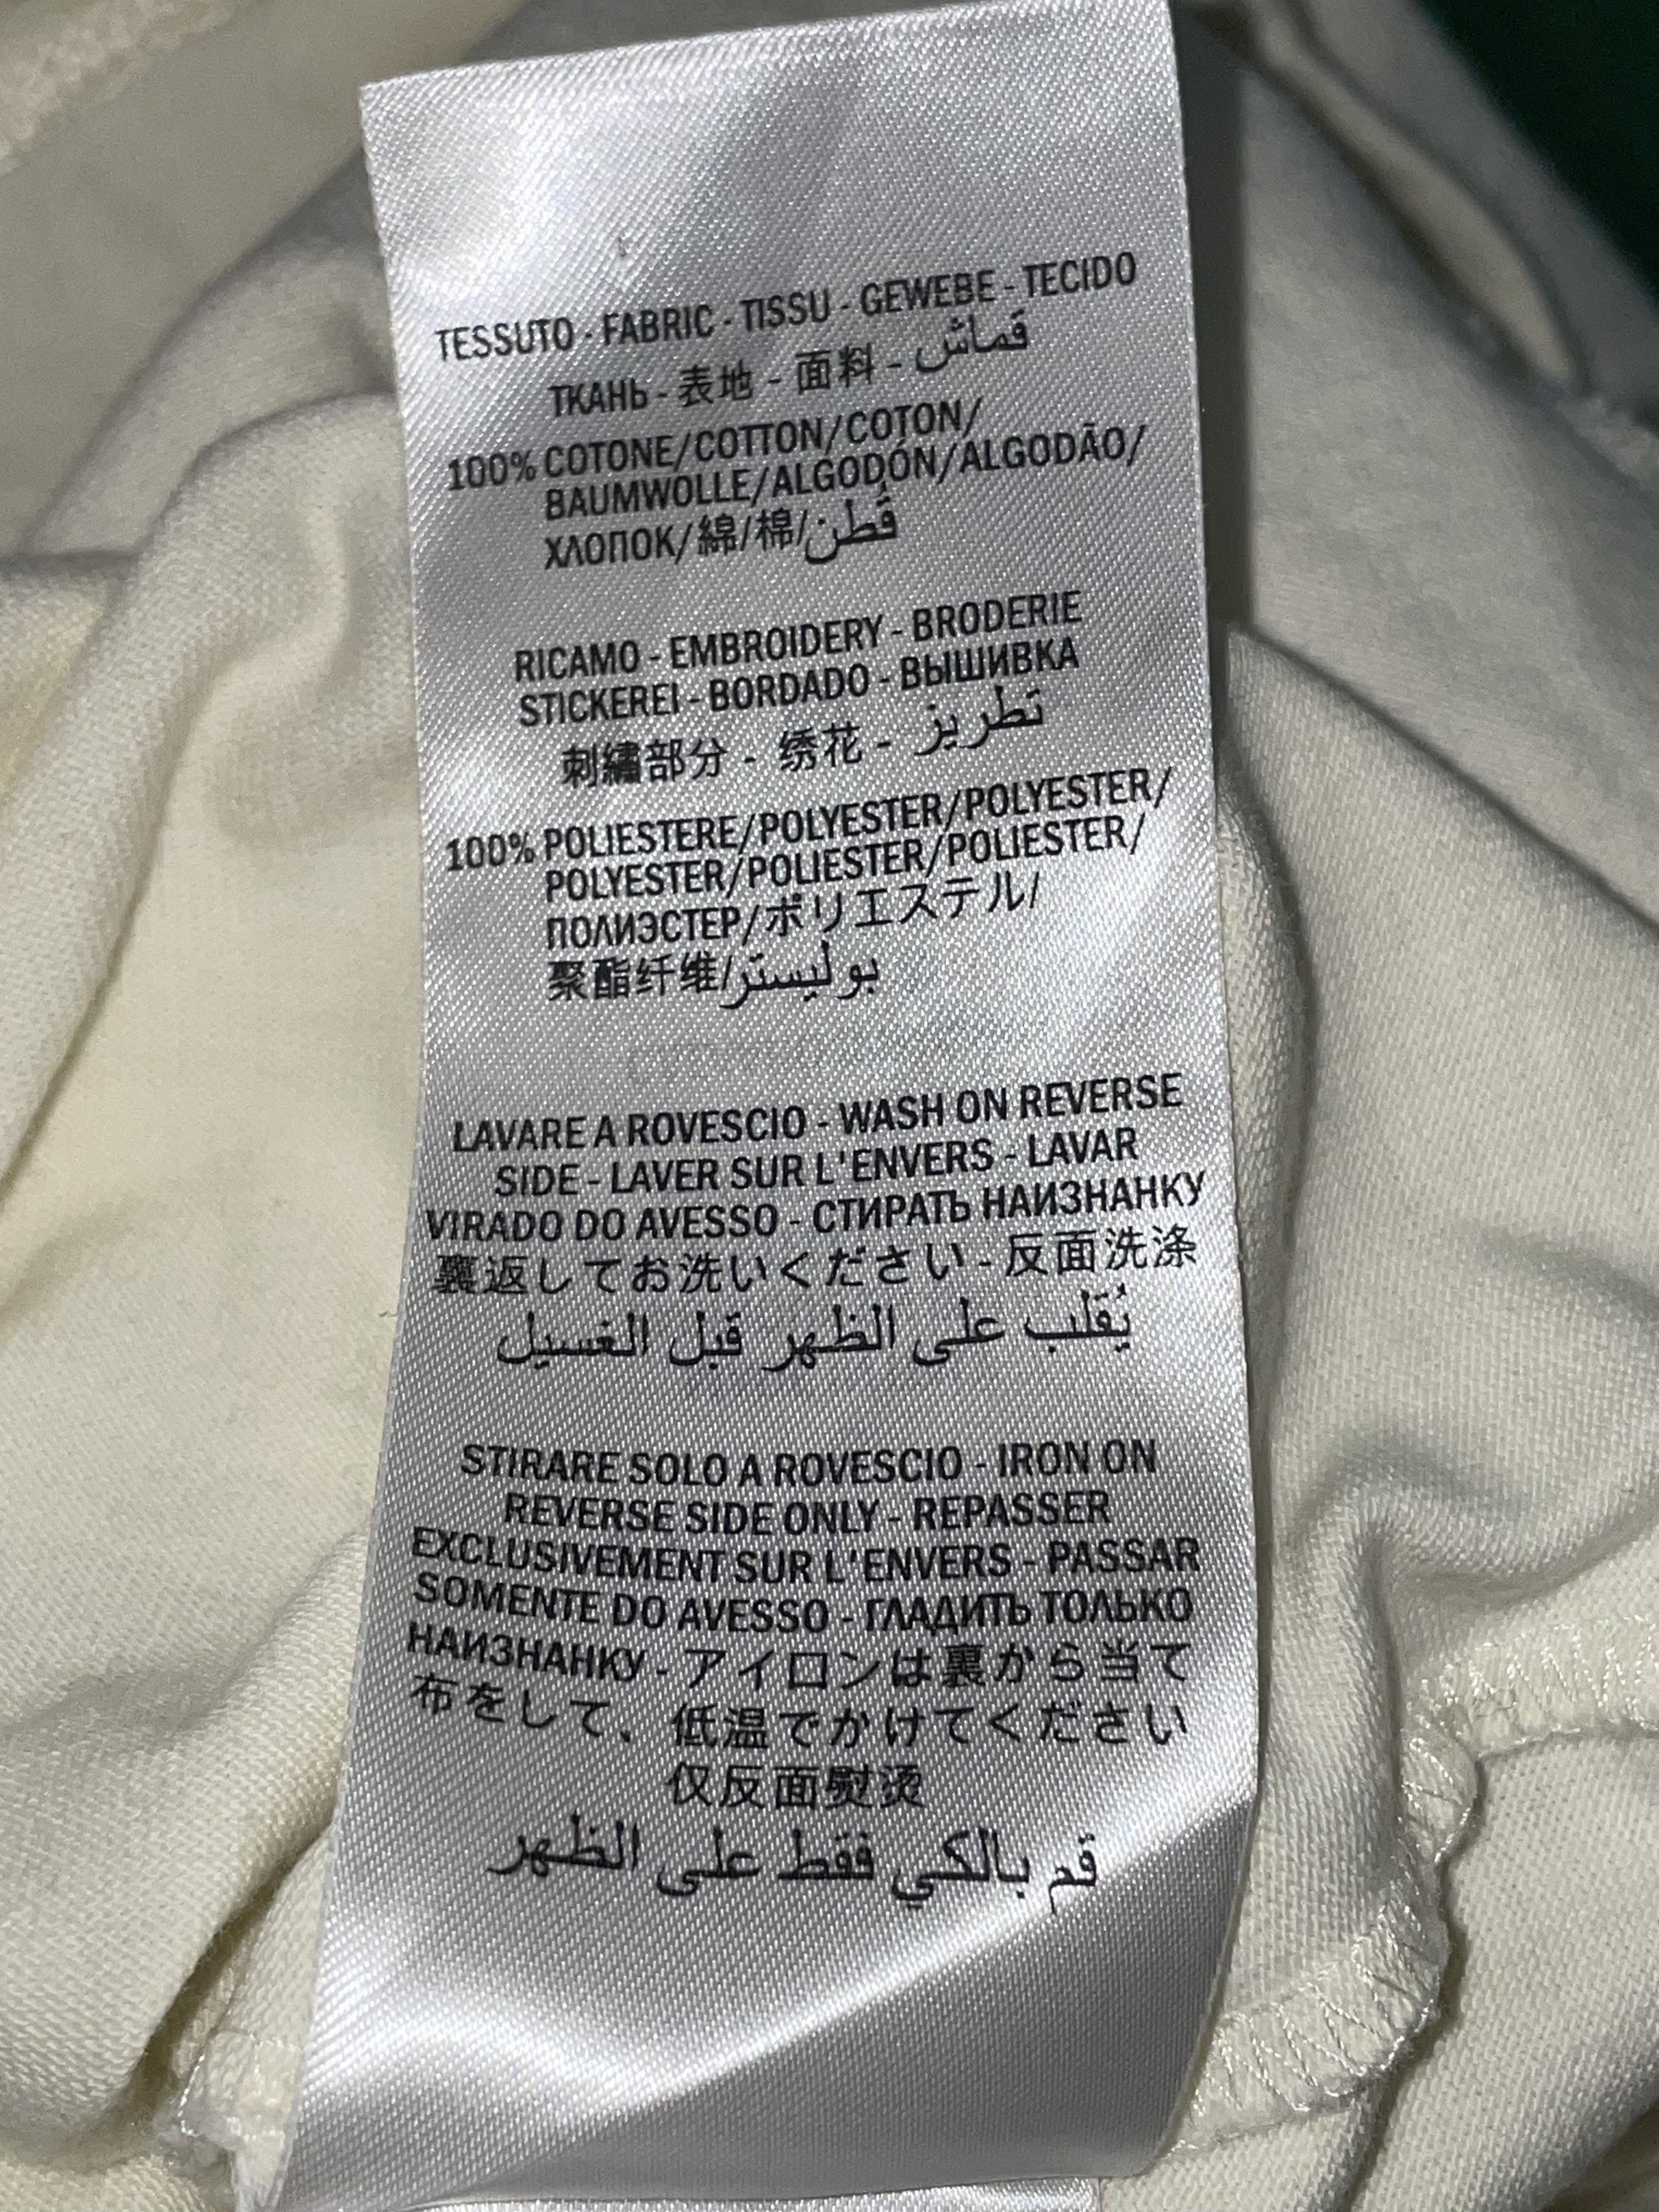 TESSUTO - FABRIC - TISSU - GEWEBE - TECIDO
ТКАНЬ - 表地 - 面料 - قماش
100% COTONE/COTTON/COTON/
BAUMWOLLE/ALGODÓN/ALGODÃO/
ХЛОПОК/綿/棉/قُطن
RICAMO - EMBROIDERY - BRODERIE
STICKEREI - BORDADO - ВЫШИВКА
刺繡部分 - 绣花 - تطريز
100% POLIESTERE/POLYESTER/POLYESTER/
POLYESTER/POLIESTER/POLIESTER/
ПОЛИЭСТЕР/ポリエステル/
聚酯纤维/بوليستر
LAVARE A ROVESCIO - WASH ON REVERSE
SIDE - LAVER SUR L'ENVERS - LAVAR
VIRADO DO AVESSO - СТИРАТЬ НАИЗНАНКУ
裏返してお洗いください - 反面洗涤
يُقَلب على الظهر قبل الغسيل
STIRARE SOLO A ROVESCIO - IRON ON
REVERSE SIDE ONLY - REPASSER
EXCLUSIVEMENT SUR L'ENVERS - PASSAR
SOMENTE DO AVESSO - ГЛАДИТЬ ТОЛЬКО
НАИЗНАНКУ - アイロンは裏から当て
布をして、低温でかけてください
仅反面熨烫
قم بالكي فقط على الظهر